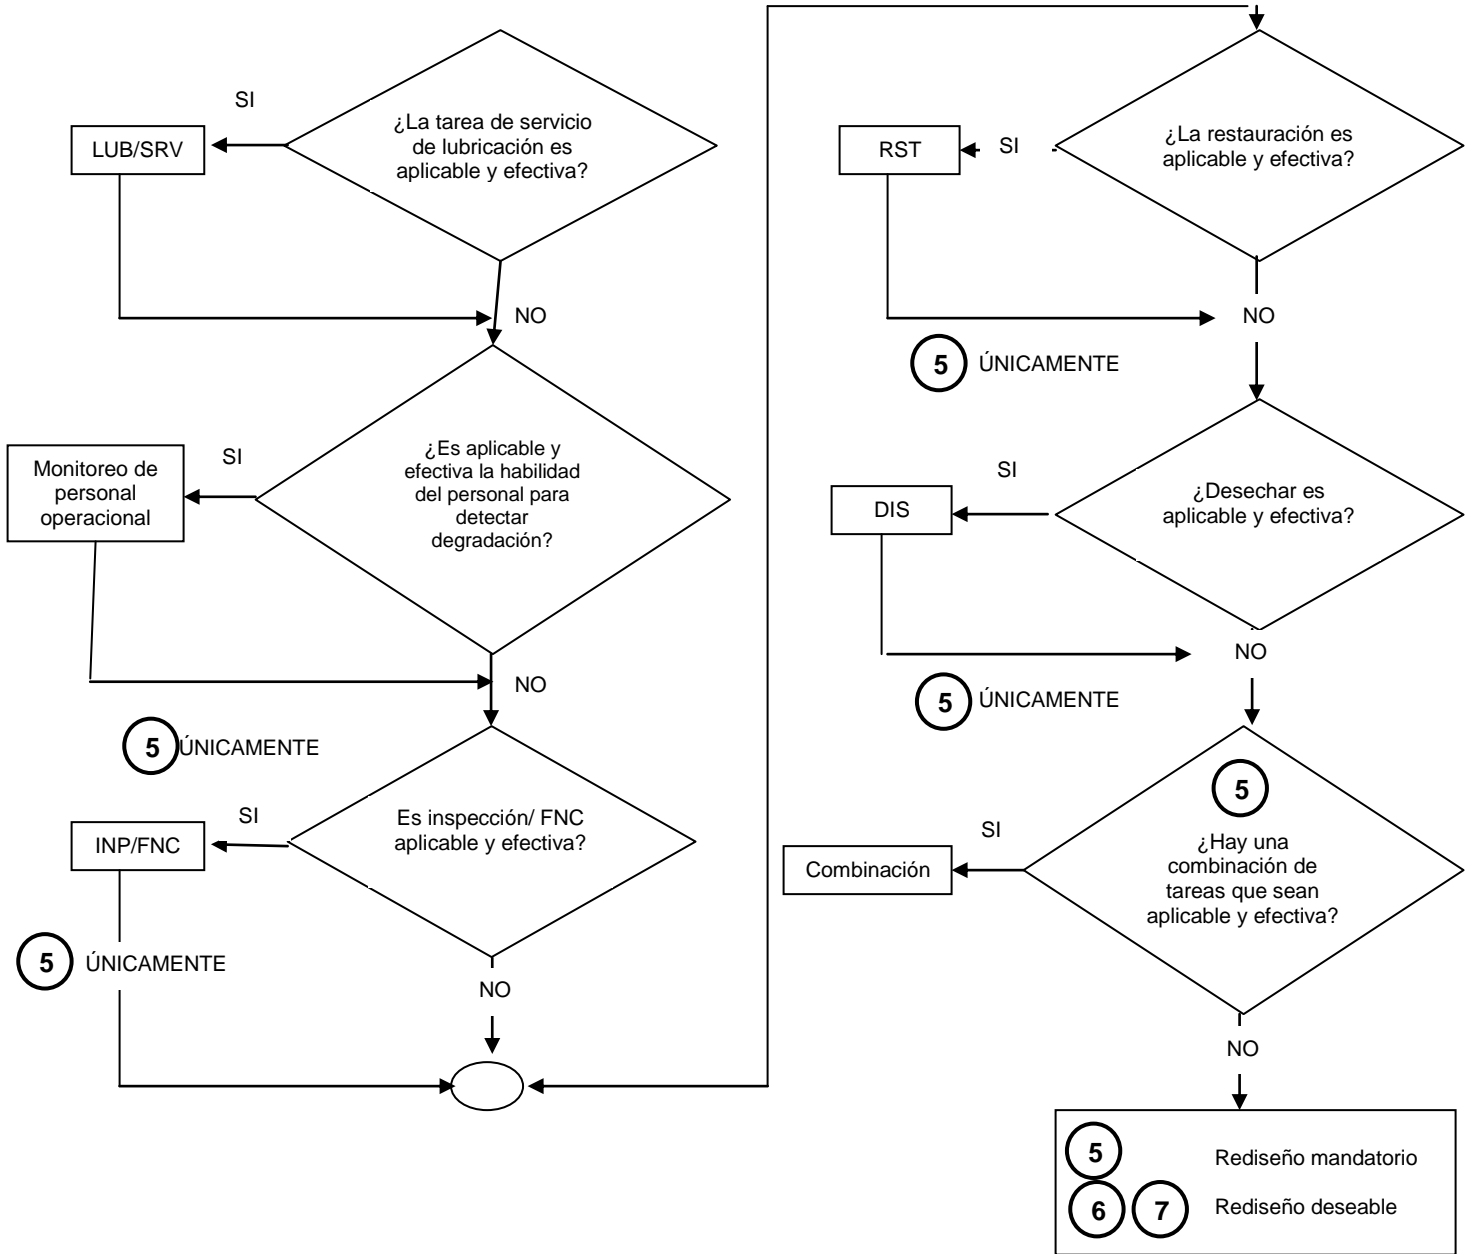 SI
¿La tarea de servicio
de lubricación es
aplicable y efectiva?
LUB/SRV
NO
SI
¿Es aplicable y
efectiva la habilidad
del personal para
detectar
degradación?
Monitoreo de
personal
operacional
NO
5 ÚNICAMENTE
SI
Es inspección/ FNC
aplicable y efectiva?
INP/FNC
5 ÚNICAMENTE
NO
¿La restauración es
aplicable y efectiva?
SI
RST
NO
5 ÚNICAMENTE
SI
¿Desechar es
aplicable y efectiva?
DIS
NO
5 ÚNICAMENTE
5
SI
¿Hay una
combinación de
tareas que sean
aplicable y efectiva?
Combinación
NO
5 Rediseño mandatorio
6 7 Rediseño deseable